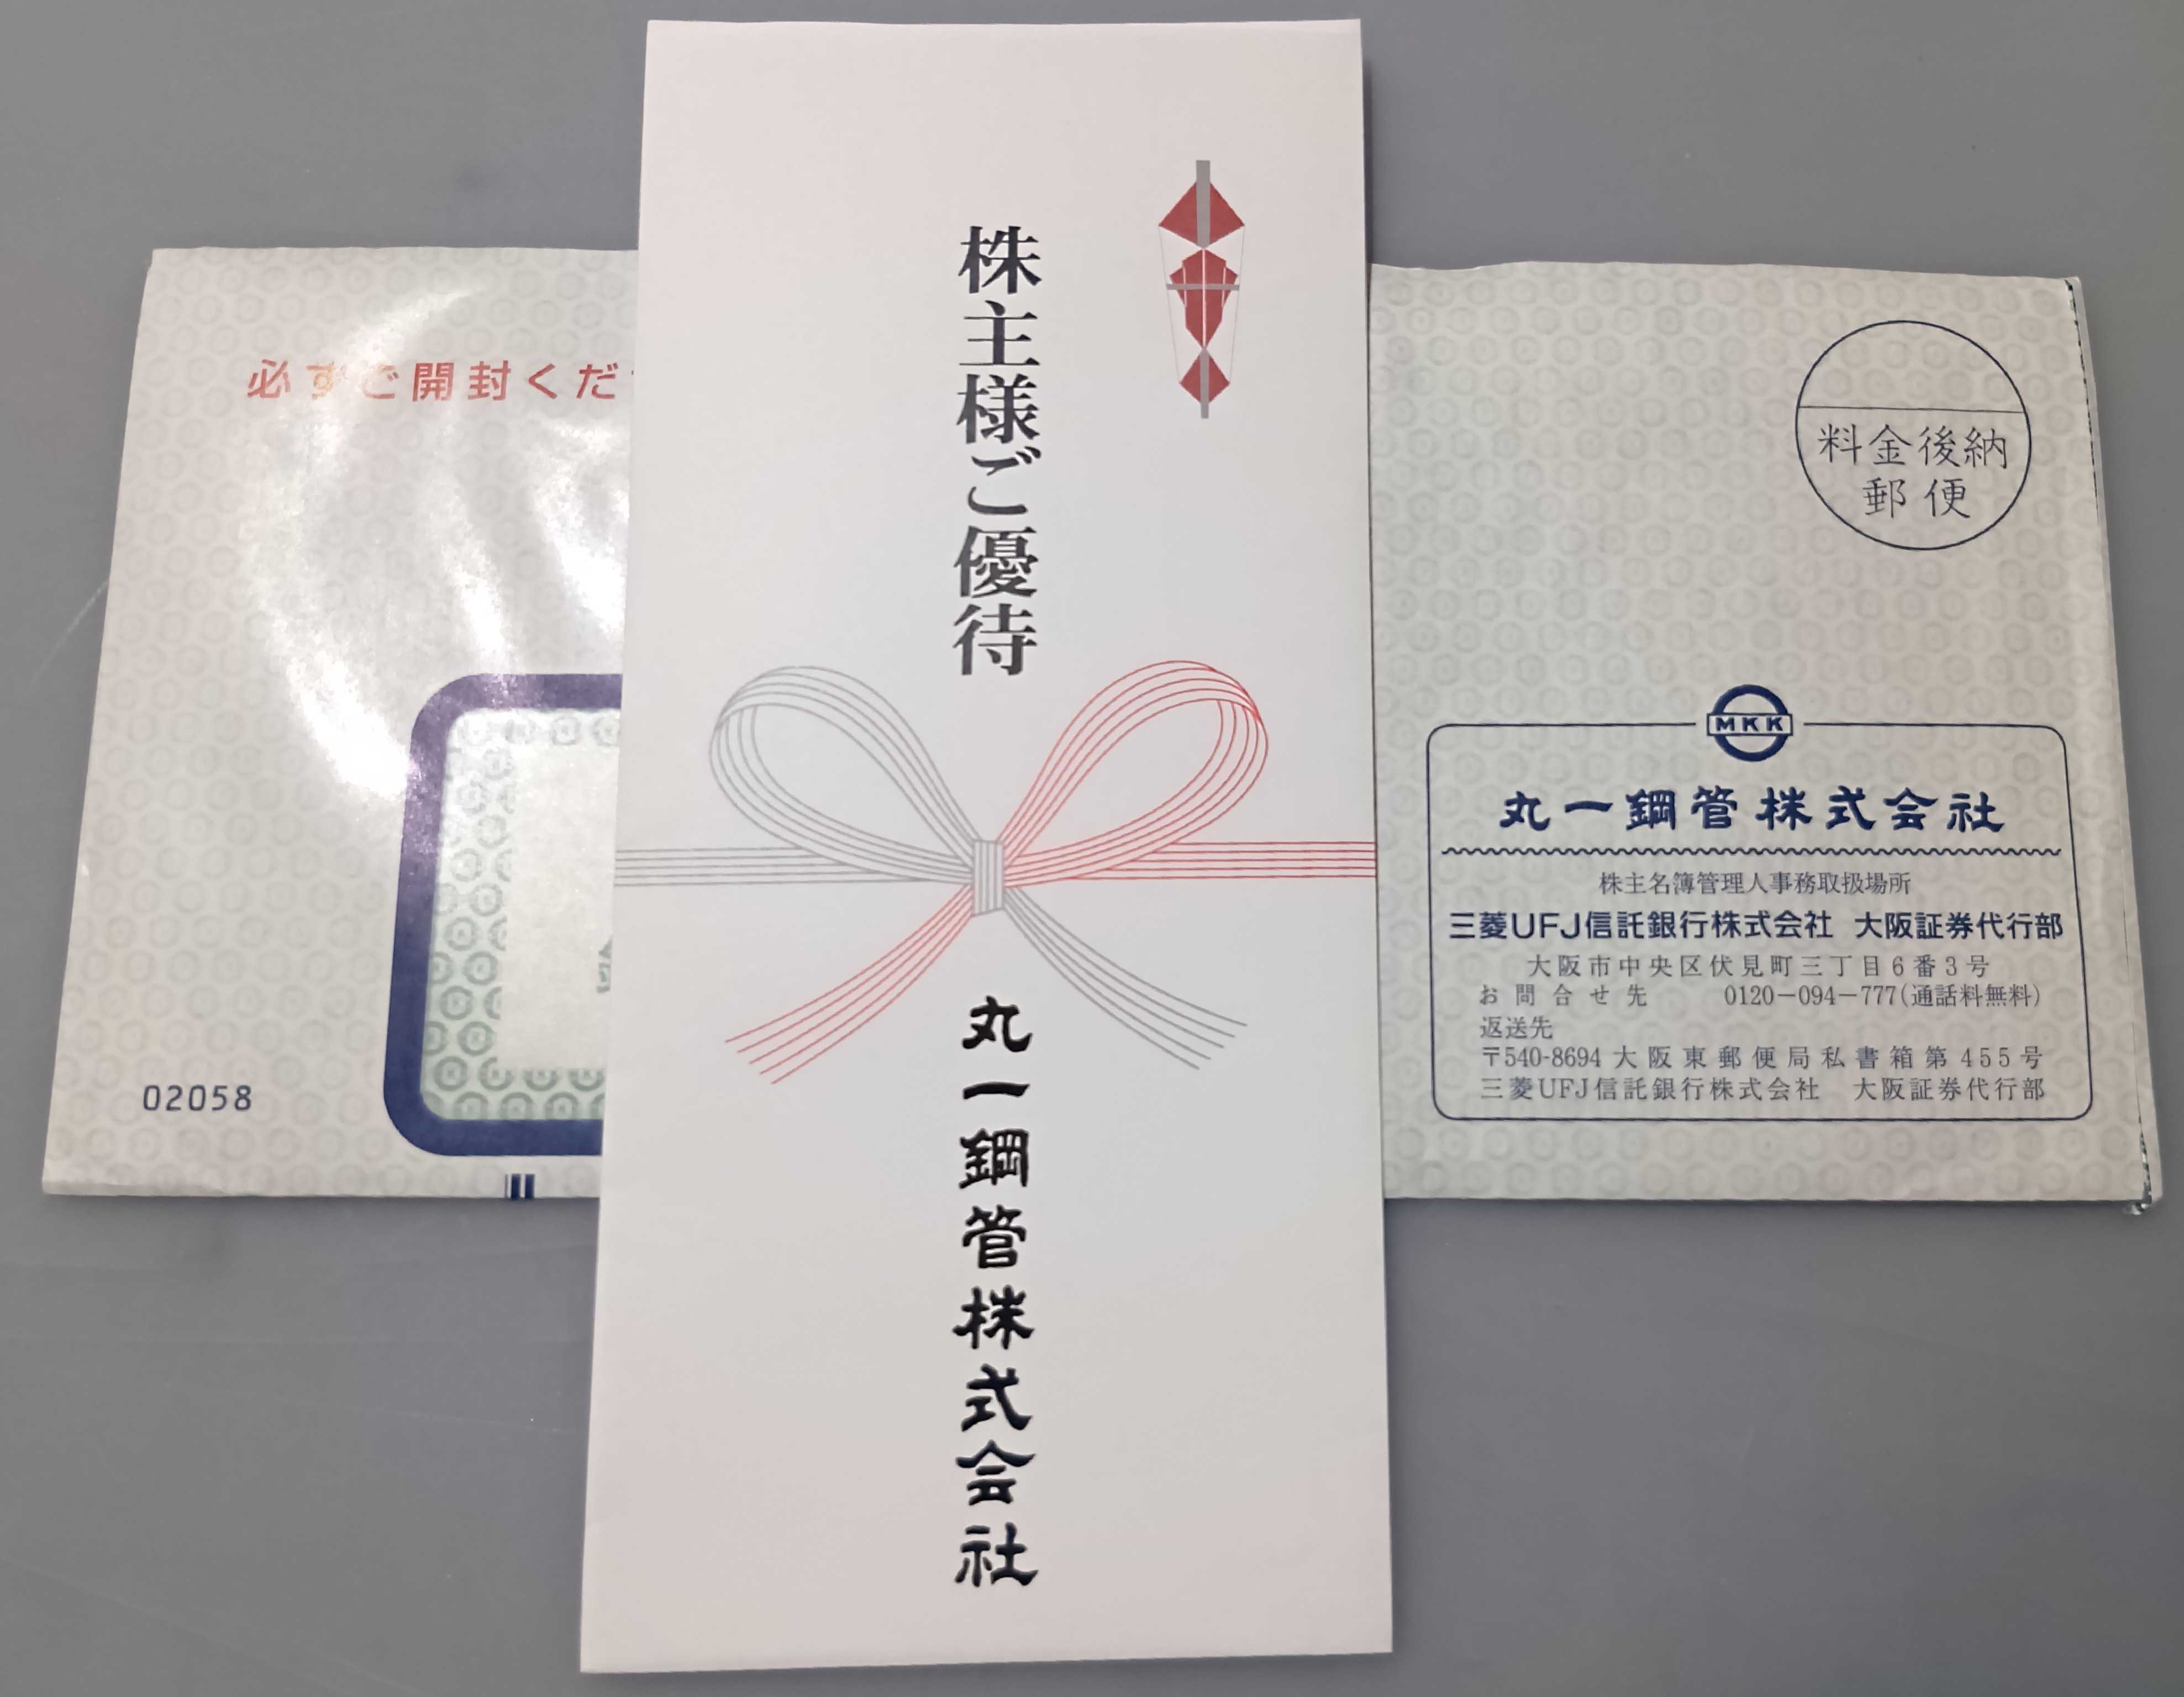 必ずご開封くだ
02058
株主様ご優待
丸一鋼管株式会社
料金後納
郵便
MKK
丸一鋼管株式会社
株主名簿管理人事務取扱場所
三菱UFJ信託銀行株式会社 大阪証券代行部
大阪市中央区伏見町三丁目6番3号
お問合せ先 0120-094-777(通話料無料)
返送先
〒540-8694 大阪東郵便局私書箱第455号
三菱UFJ信託銀行株式会社 大阪証券代行部